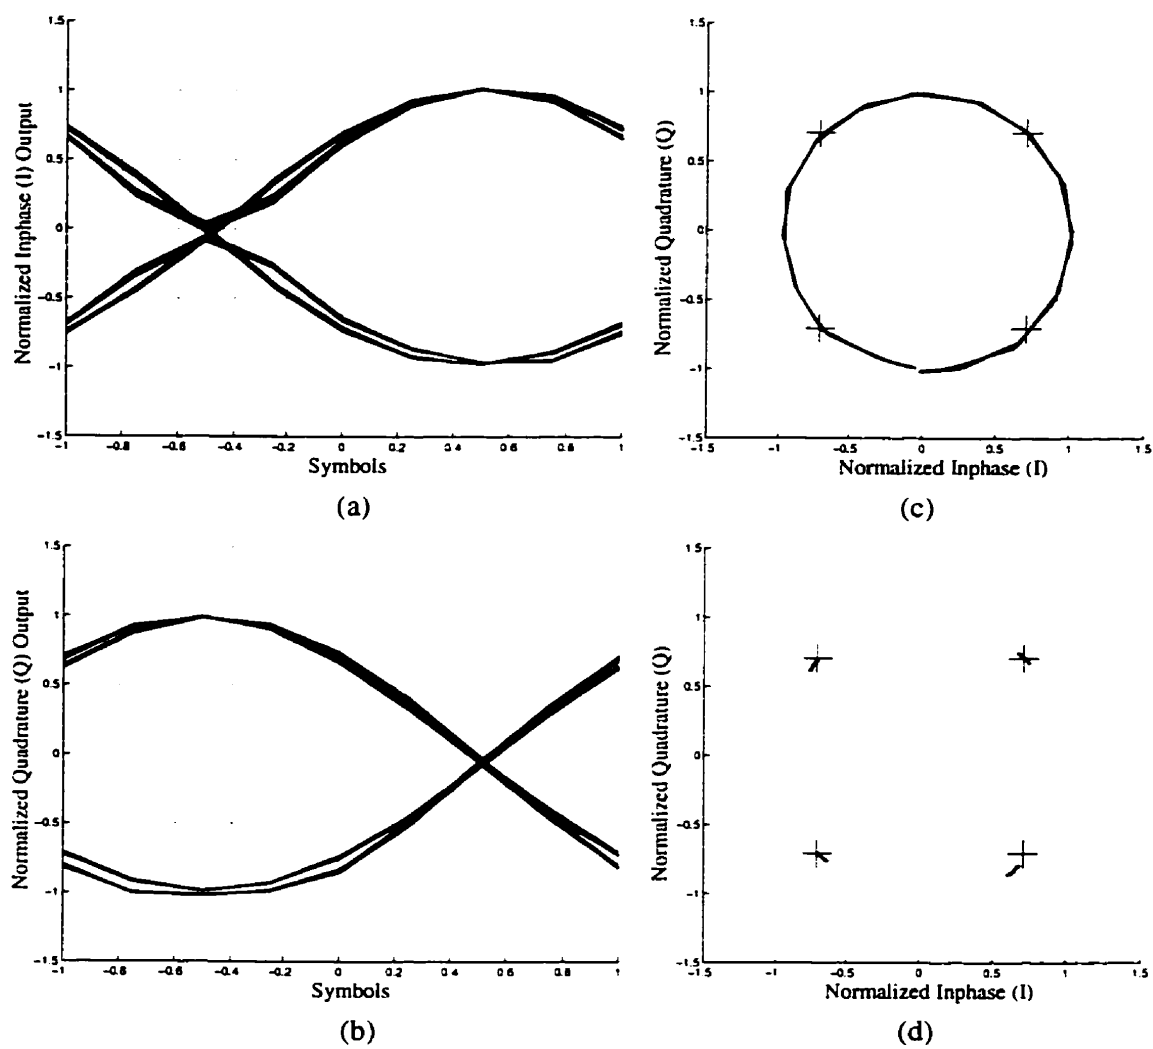 1.5
1
0.5
0
-0.5
-1
-1.5
Normalized Inphase (I) Output
-1 -0.8 -0.6 -0.4 -0.2 0 0.2 0.4 0.6 0.8 1
Symbols
(a)
1.5
1
0.5
0
-0.5
-1
-1.5
Normalized Quadrature (Q)
-1.5 -1 -0.5 0 0.5 1 1.5
Normalized Inphase (I)
(c)
1.5
1
0.5
0
-0.5
-1
-1.5
Normalized Quadrature (Q) Output
-1 -0.8 -0.6 -0.4 -0.2 0 0.2 0.4 0.6 0.8 1
Symbols
(b)
1.5
1
0.5
0
-0.5
-1
-1.5
Normalized Quadrature (Q)
-1.5 -1 -0.5 0 0.5 1 1.5
Normalized Inphase (I)
(d)